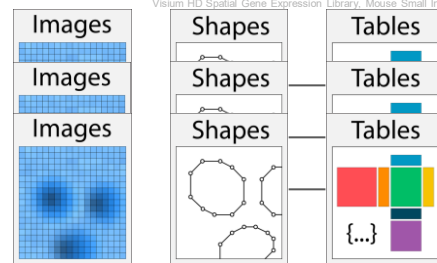 Visium HD Spatial Gene Expression Library, Mouse Small In
Images Shapes Tables
Images Shapes Tables
Images Shapes Tables
{...}